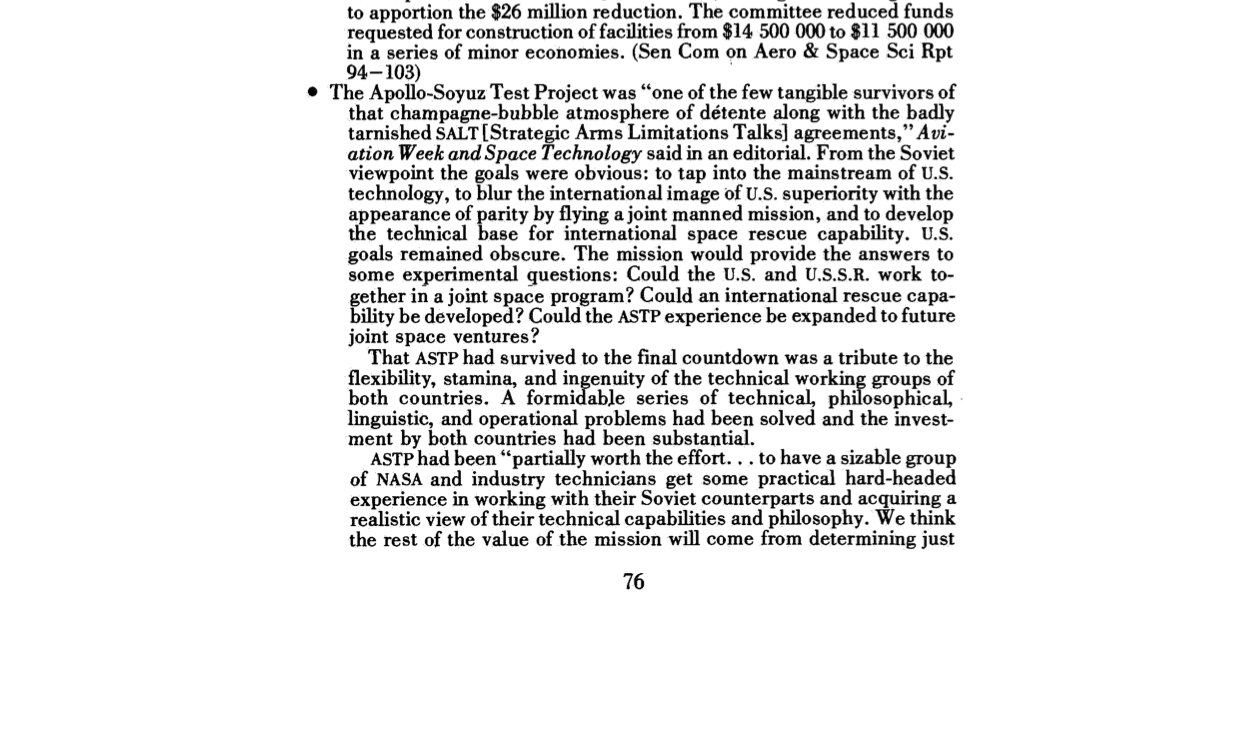 to apportion the $26 million reduction. The committee reduced funds
requested for construction of facilities from $14 500 000 to $11 500 000
in a series of minor economies. (Sen Com on Aero & Space Sci Rpt
94–103)
• The Apollo-Soyuz Test Project was “one of the few tangible survivors of
that champagne-bubble atmosphere of détente along with the badly
tarnished SALT [Strategic Arms Limitations Talks] agreements,” Avi-
ation Week and Space Technology said in an editorial. From the Soviet
viewpoint the goals were obvious: to tap into the mainstream of U.S.
technology, to blur the international image of U.S. superiority with the
appearance of parity by flying a joint manned mission, and to develop
the technical base for international space rescue capability. U.S.
goals remained obscure. The mission would provide the answers to
some experimental questions: Could the U.S. and U.S.S.R. work to-
gether in a joint space program? Could an international rescue capa-
bility be developed? Could the ASTP experience be expanded to future
joint space ventures?
That ASTP had survived to the final countdown was a tribute to the
flexibility, stamina, and ingenuity of the technical working groups of
both countries. A formidable series of technical, philosophical,
linguistic, and operational problems had been solved and the invest-
ment by both countries had been substantial.
ASTP had been “partially worth the effort. . . to have a sizable group
of NASA and industry technicians get some practical hard-headed
experience in working with their Soviet counterparts and acquiring a
realistic view of their technical capabilities and philosophy. We think
the rest of the value of the mission will come from determining just
76